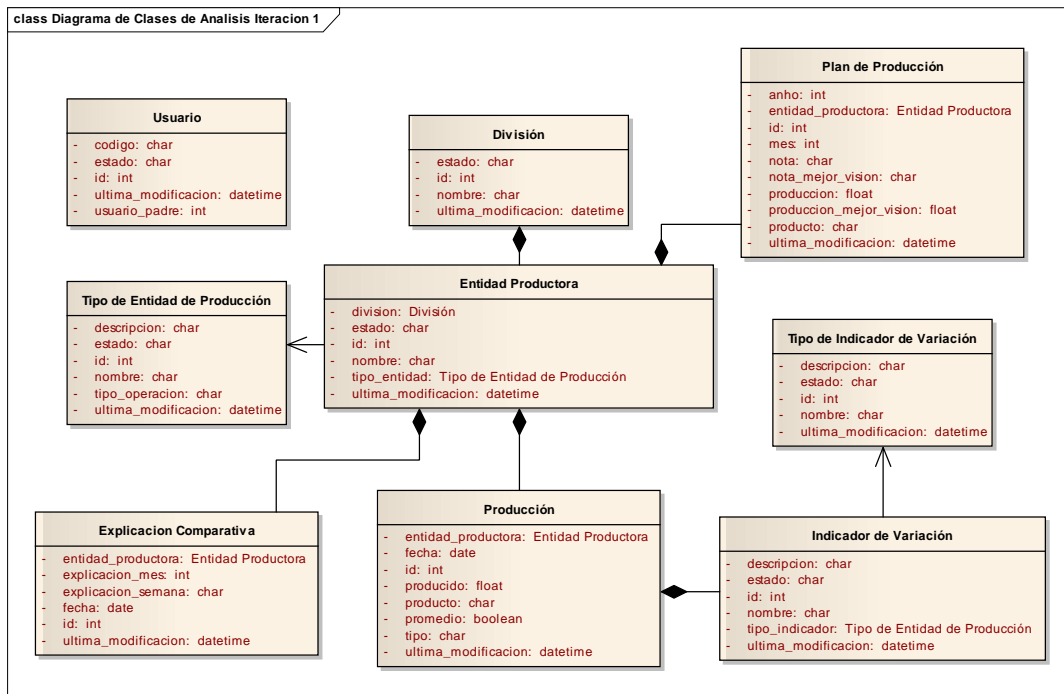 class Diagrama de Clases de Analisis Iteracion 1
Usuario
- codigo: char
- estado: char
- id: int
- ultima_modificacion: datetime
- usuario_padre: int
División
- estado: char
- id: int
- nombre: char
- ultima_modificacion: datetime
Plan de Producción
- anho: int
- entidad_productora: Entidad Productora
- id: int
- mes: int
- nota: char
- nota_mejor_vision: char
- produccion: float
- produccion_mejor_vision: float
- producto: char
- ultima_modificacion: datetime
Tipo de Entidad de Producción
- descripcion: char
- estado: char
- id: int
- nombre: char
- tipo_operacion: char
- ultima_modificacion: datetime
Entidad Productora
- division: División
- estado: char
- id: int
- nombre: char
- tipo_entidad: Tipo de Entidad de Producción
- ultima_modificacion: datetime
Tipo de Indicador de Variación
- descripcion: char
- estado: char
- id: int
- nombre: char
- ultima_modificacion: datetime
Explicacion Comparativa
- entidad_productora: Entidad Productora
- explicacion_mes: int
- explicacion_semana: char
- fecha: date
- id: int
- ultima_modificacion: datetime
Producción
- entidad_productora: Entidad Productora
- fecha: date
- id: int
- producido: float
- producto: char
- promedio: boolean
- tipo: char
- ultima_modificacion: datetime
Indicador de Variación
- descripcion: char
- estado: char
- id: int
- nombre: char
- tipo_indicador: Tipo de Entidad de Producción
- ultima_modificacion: datetime